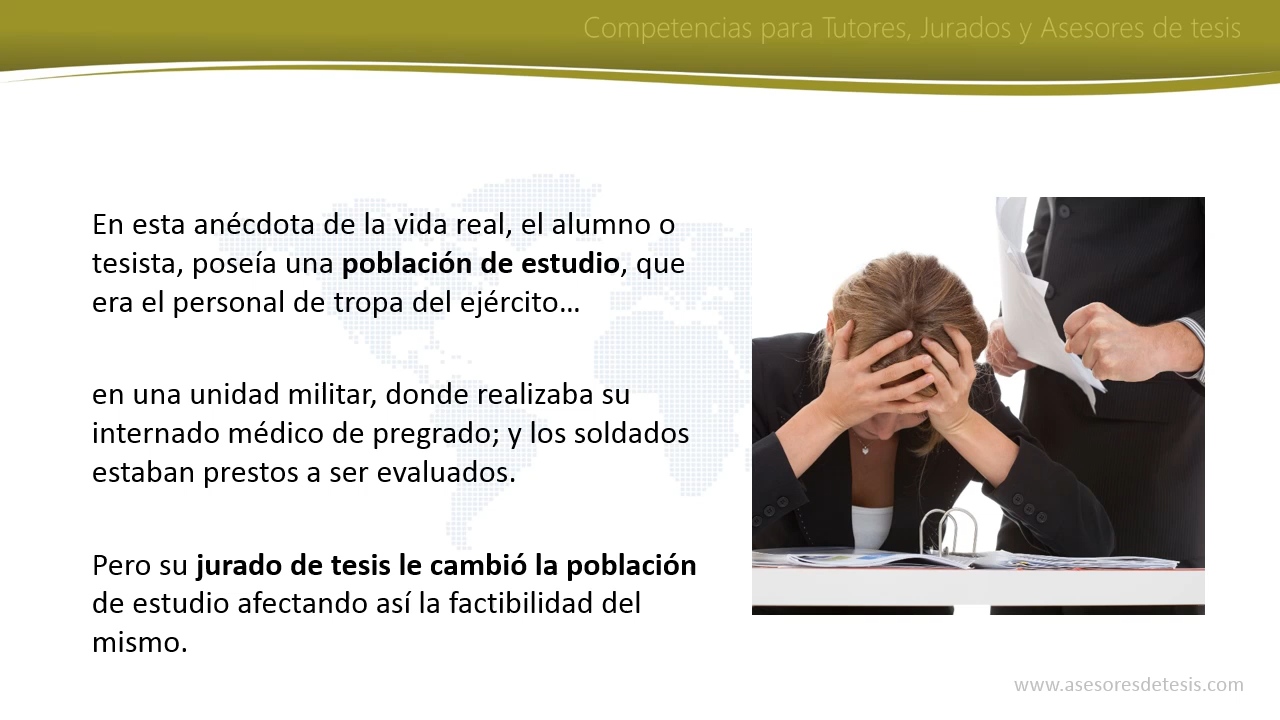 Competencias para Tutores, Jurados y Asesores de tesis
En esta anécdota de la vida real, el alumno o
tesista, poseía una población de estudio, que
era el personal de tropa del ejército…
en una unidad militar, donde realizaba su
internado médico de pregrado; y los soldados
estaban prestos a ser evaluados.
Pero su jurado de tesis le cambió la población
de estudio afectando así la factibilidad del
mismo.
www.asesoresdetesis.com